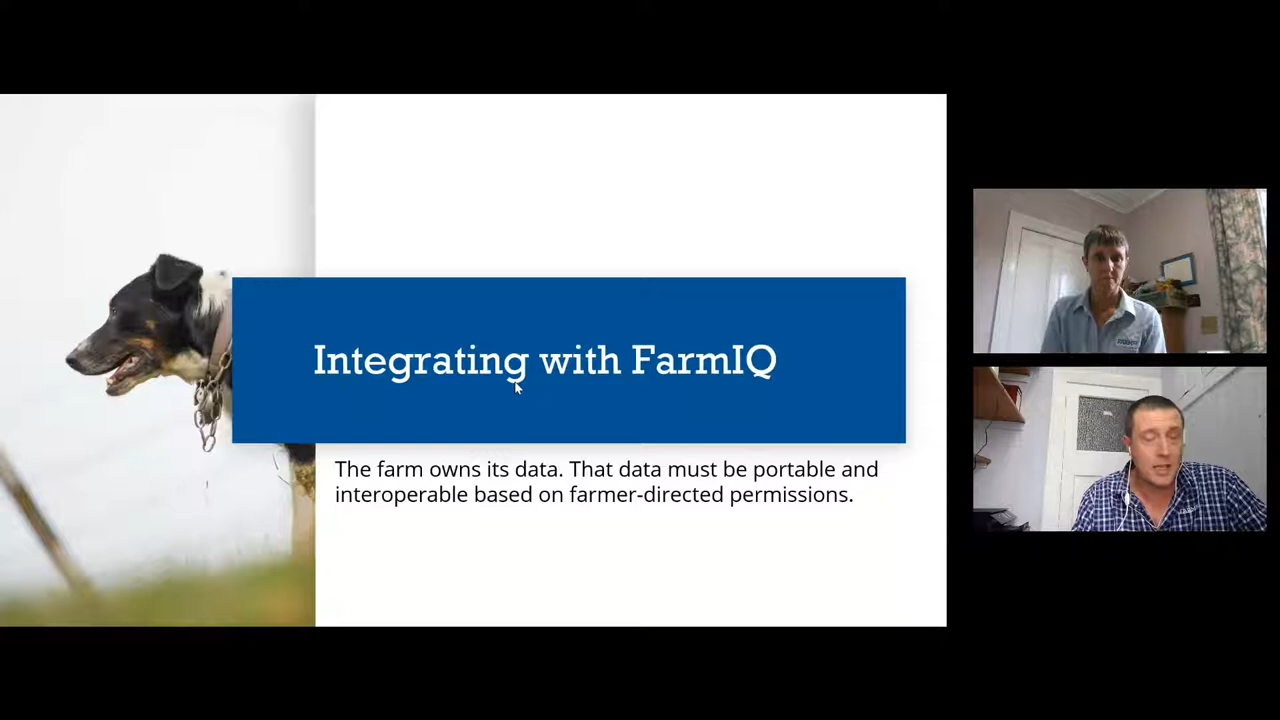 Integrating with FarmIQ
The farm owns its data. That data must be portable and
interoperable based on farmer-directed permissions.